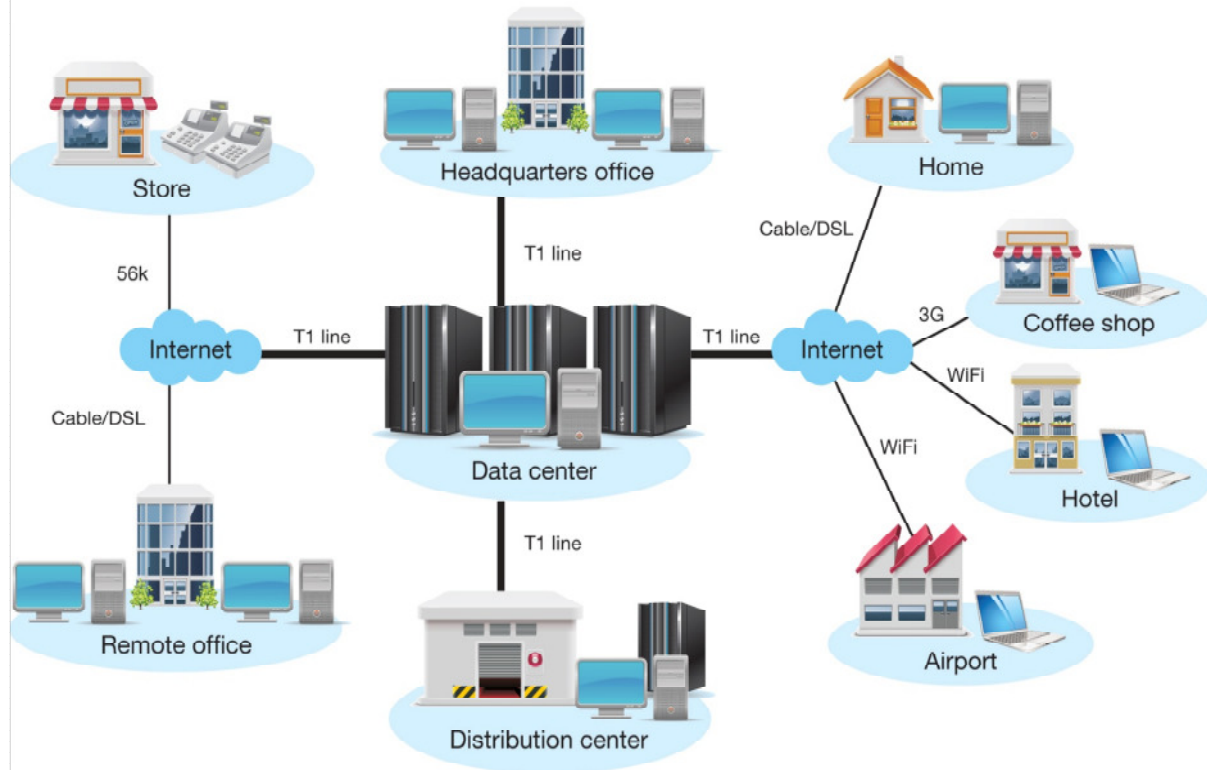 Store
Headquarters office
Home
Cable/DSL
T1 line
56k
3G
Coffee shop
Internet
T1 line
T1 line
Internet
WiFi
Cable/DSL
Data center
WiFi
Hotel
T1 line
Remote office
Airport
Distribution center